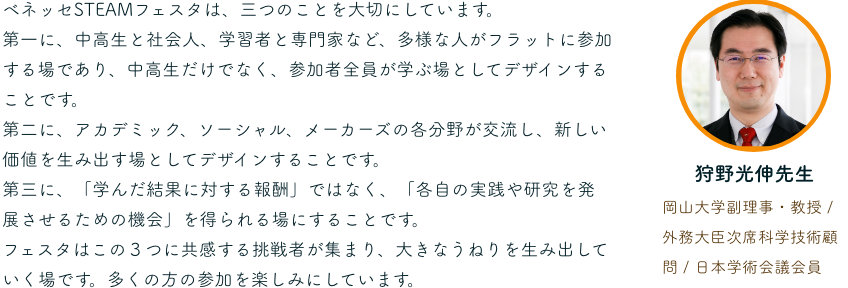 ベネッセSTEAMフェスタは、三つのことを大切にしています。
第一に、中高生と社会人、学習者と専門家など、多様な人がフラットに参加
する場であり、中高生だけでなく、参加者全員が学ぶ場としてデザインする
ことです。
第二に、アカデミック、ソーシャル、メーカーズの各分野が交流し、新しい
価値を生み出す場としてデザインすることです。
第三に、「学んだ結果に対する報酬」ではなく、「各自の実践や研究を発
展させるための機会」を得られる場にすることです。
フェスタはこの３つに共感する挑戦者が集まり、大きなうねりを生み出して
いく場です。多くの方の参加を楽しみにしています。
狩野光伸先生
岡山大学副理事・教授 /
外務大臣次席科学技術顧
問 / 日本学術会議会員